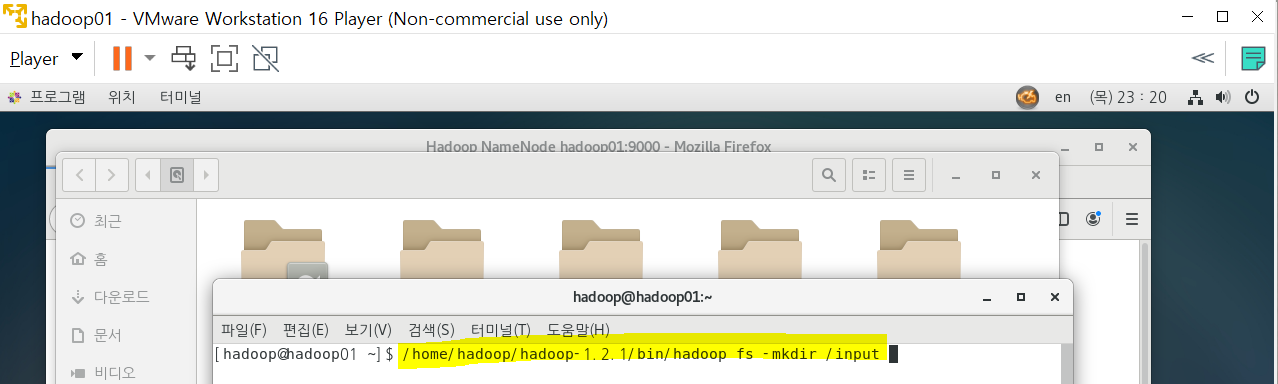 hadoop01 - VMware Workstation 16 Player (Non-commercial use only)
Player
프로그램 위치 터미널 en (목) 23 : 20
Hadoop NameNode hadoop01:9000 - Mozilla Firefox
최근
홈
다운로드
문서
비디오
hadoop@hadoop01:~
파일(F) 편집(E) 보기(V) 검색(S) 터미널(T) 도움말(H)
[hadoop@hadoop01 ~]$ /home/hadoop/hadoop-1.2.1/bin/hadoop fs -mkdir /input